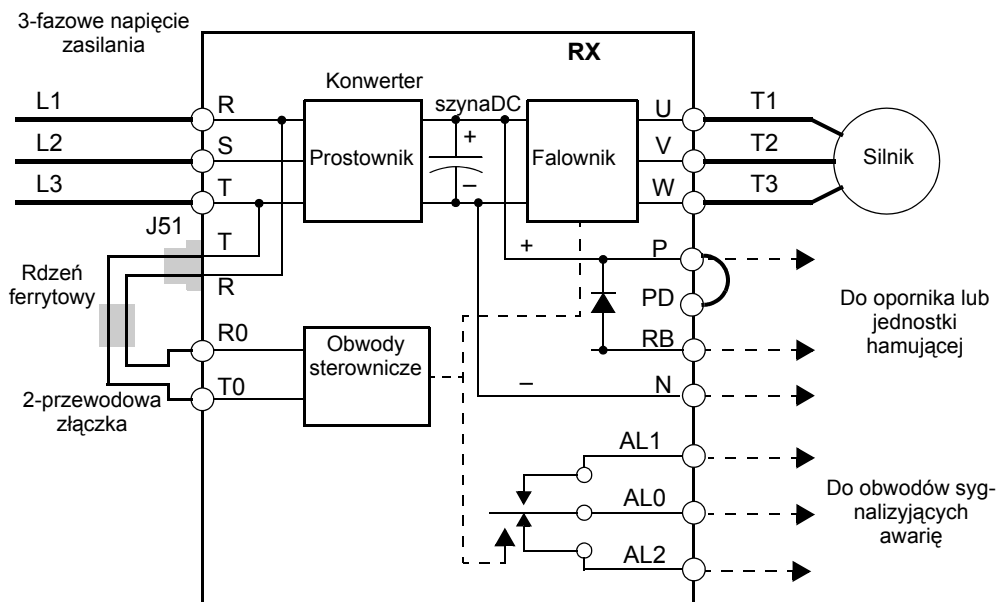 3-fazowe napięcie
zasilania
RX
Konwerter
szynaDC
L1
R
U
T1
+
L2
S
Prostownik
Falownik
V
T2
Silnik
L3
T
–
W
T3
J51
T
+
P
Rdzeń
ferrytowy
R
PD
Do opornika lub
jednostki
hamującej
R0
Obwody
sterownicze
RB
T0
–
N
2-przewodowa
złączka
AL1
AL0
Do obwodów syg-
nalizyjących
awarię
AL2